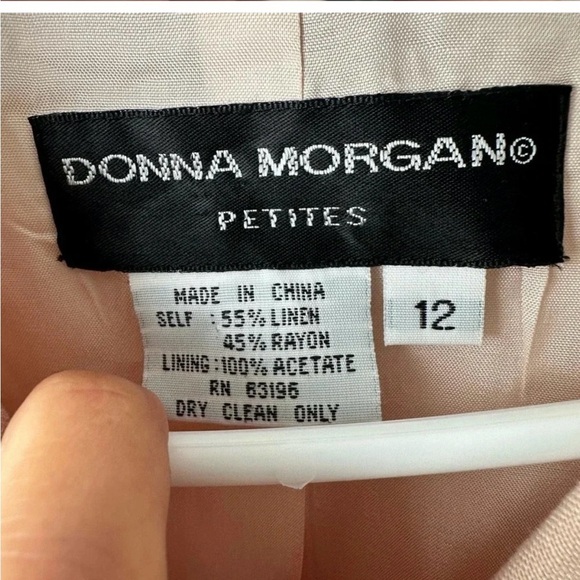 DONNA MORGAN©
PETITES
MADE IN CHINA
SELF :55% LINEN
45% RAYON
LINING:100% ACETATE
RN 83196
DRY CLEAN ONLY
12